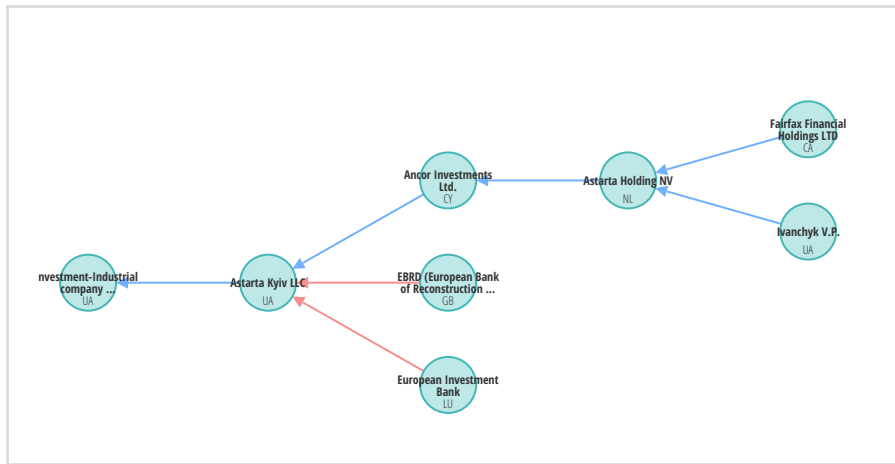 Fairfax Financial
Holdings LTD
CA
Ancor Investments
Ltd.
CY
Astarta Holding NV
NL
Ivanchyk V.P.
UA
nvestment-Industrial
company ...
UA
Astarta Kyiv LLC
UA
EBRD (European Bank
of Reconstruction ...
GB
European Investment
Bank
LU